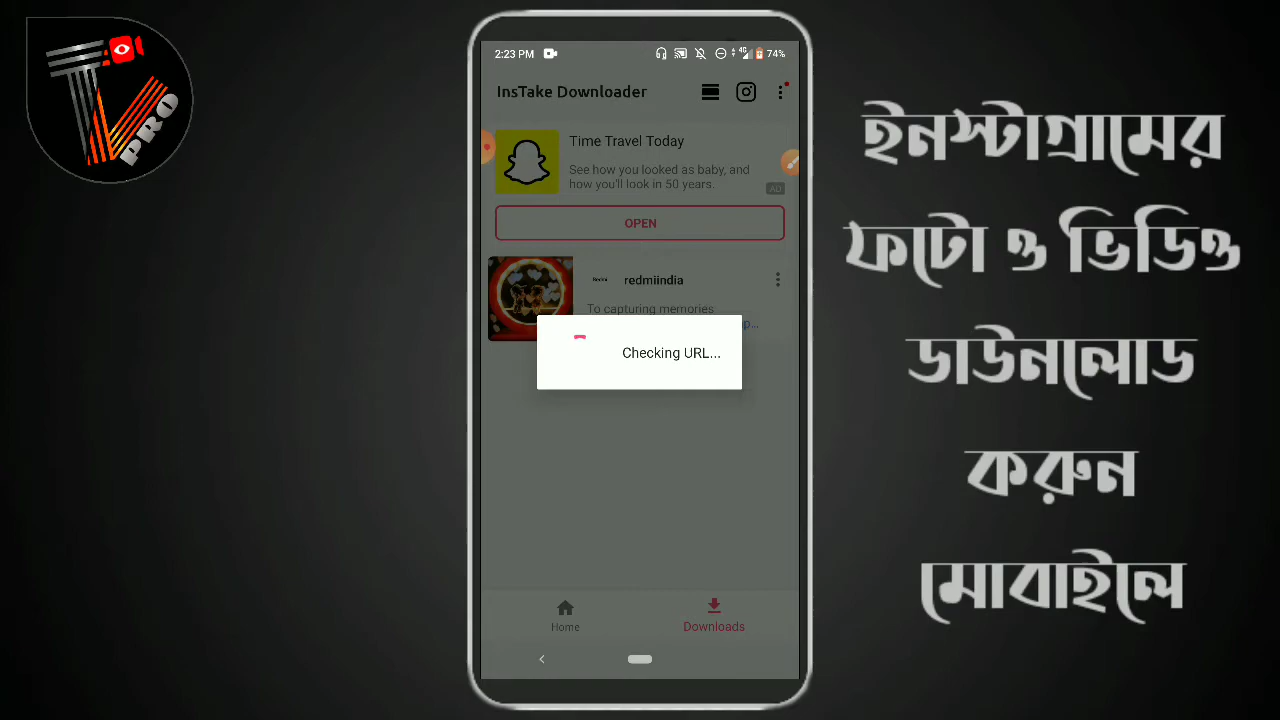 TV
PRO
2:23 PM
4G
74%
InsTake Downloader
Time Travel Today
See how you looked as baby, and
how you'll look in 50 years.
AD
OPEN
redmiindia
To capturing memories
p...
Checking URL...
Home
Downloads
ইনস্টাগ্রামের
ফটো ও ভিডিও
ডাউনলোড
করুন
মোবাইলে